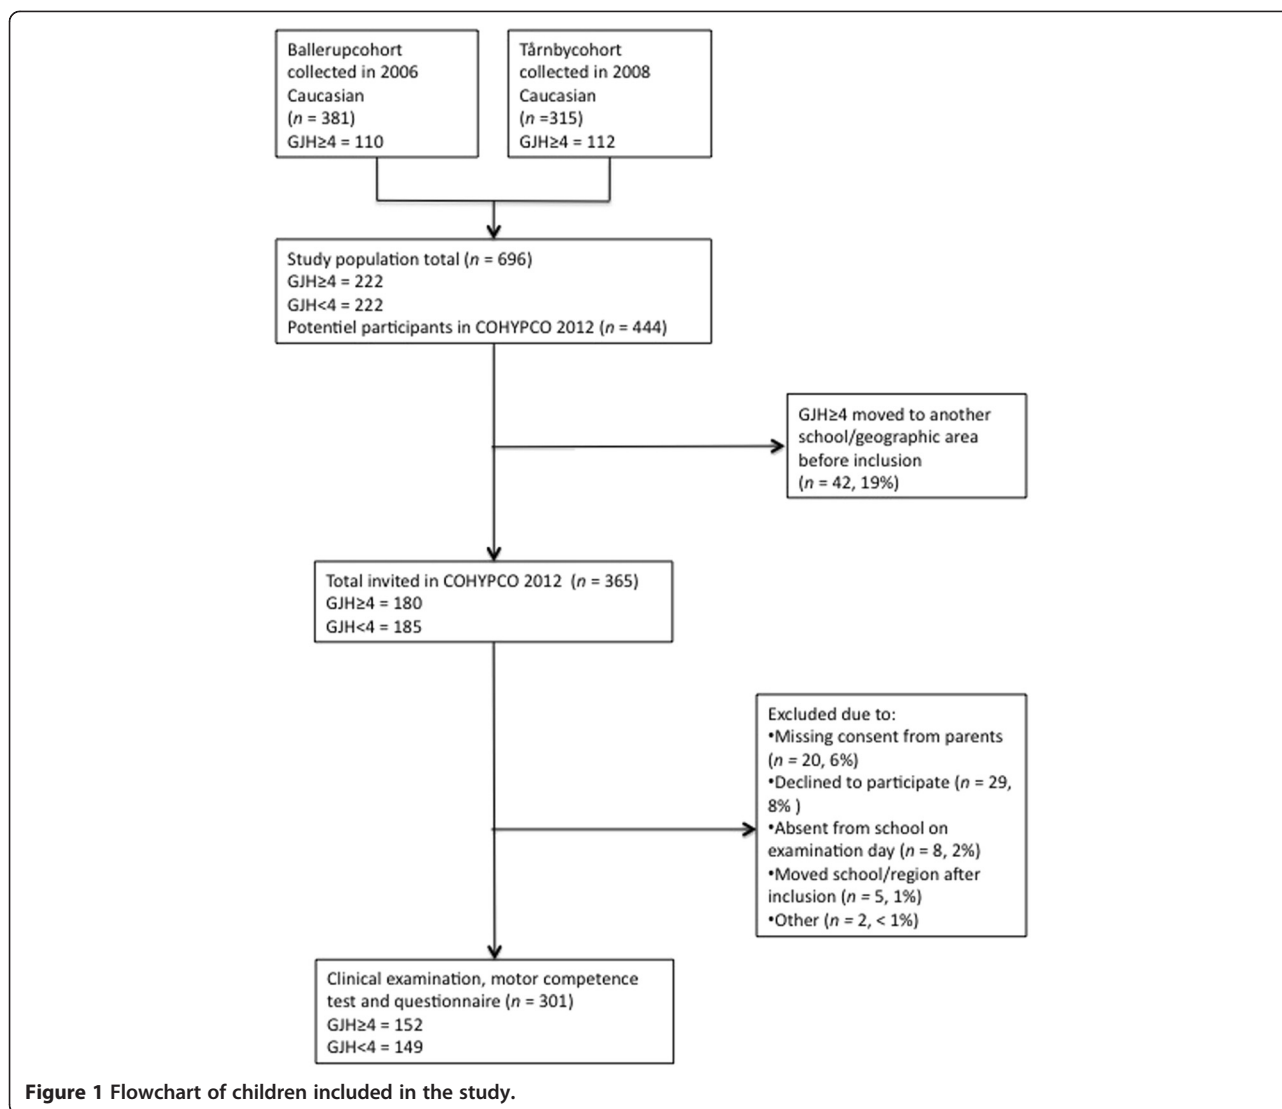 Ballerupcohort
collected in 2006
Caucasian
(n = 381)
GJH≥4 = 110
Tårnbycohort
collected in 2008
Caucasian
(n =315)
GJH≥4 = 112
Study population total (n = 696)
GJH≥4 = 222
GJH<4 = 222
Potentiel participants in COHYPCO 2012 (n = 444)
GJH≥4 moved to another
school/geographic area
before inclusion
(n = 42, 19%)
Total invited in COHYPCO 2012 (n = 365)
GJH≥4 = 180
GJH<4 = 185
Excluded due to:
•Missing consent from parents
(n = 20, 6%)
•Declined to participate (n = 29,
8% )
•Absent from school on
examination day (n = 8, 2%)
•Moved school/region after
inclusion (n = 5, 1%)
•Other (n = 2, < 1%)
Clinical examination, motor competence
test and questionnaire (n = 301)
GJH≥4 = 152
GJH<4 = 149
Figure 1 Flowchart of children included in the study.